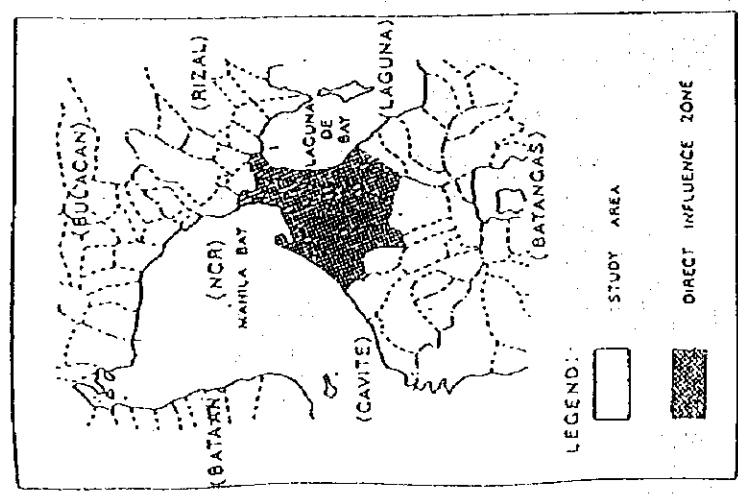 (BULACAN)
(RIZAL)
(NCR)
MANILA BAY
LAGUNA
DE
BAY
(BATAAN)
(LAGUNA)
(CAVITE)
(BATANGAS)
LEGEND:
STUDY AREA
DIRECT INFLUENCE ZONE